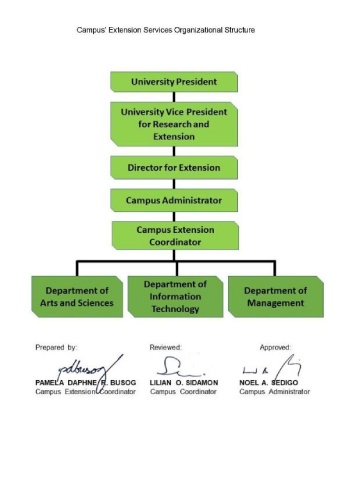 Campus' Extension Services Organizational Structure
University President
University Vice President
for Research and
Extension
Director for Extension
Campus Administrator
Campus Extension
Coordinator
Department of
Arts and Sciences
Department of
Information
Technology
Department of
Management
Prepared by:
Reviewed:
Approved:
pdbusog
PAMELA DAPHNE R. BUSOG
LILIAN O. SIDAMON
NOEL A. SEDIGO
Campus Extension Coordinator
Campus Coordinator
Campus Administrator